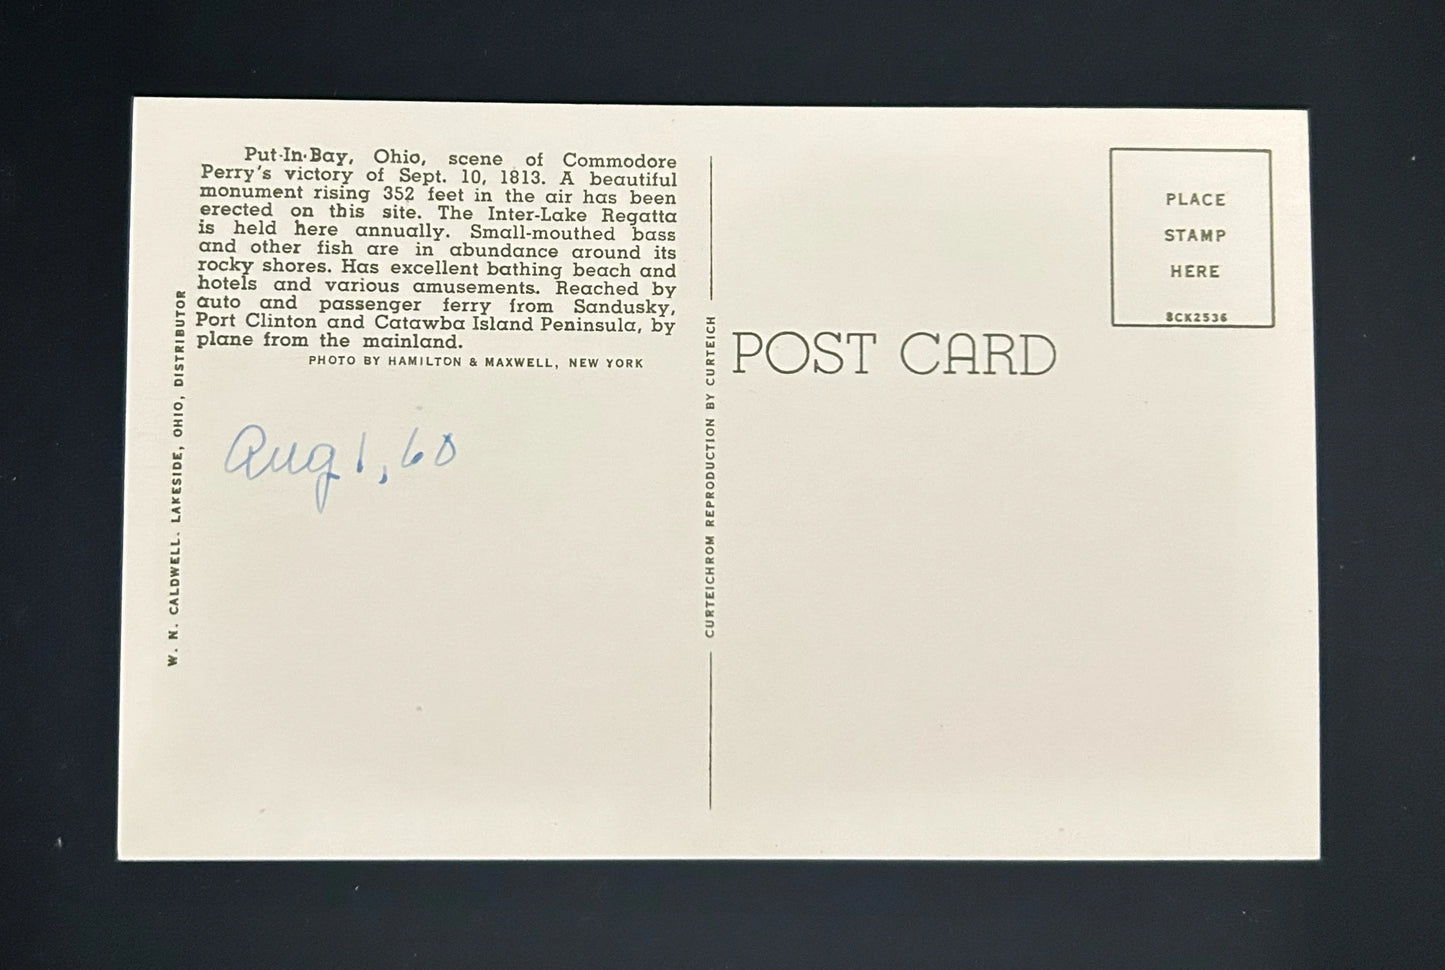 Put-In-Bay, Ohio, scene of Commodore
Perry's victory of Sept. 10, 1813. A beautiful
monument rising 352 feet in the air has been
erected on this site. The Inter-Lake Regatta
is held here annually. Small-mouthed bass
and other fish are in abundance around its
rocky shores. Has excellent bathing beach and
hotels and various amusements. Reached by
auto and passenger ferry from Sandusky,
Port Clinton and Catawba Island Peninsula, by
plane from the mainland.
PHOTO BY HAMILTON & MAXWELL, NEW YORK
Aug 1, 60
W. N. CALDWELL. LAKESIDE, OHIO, DISTRIBUTOR
CURTEICHROM REPRODUCTION BY CURTEICH
POST CARD
PLACE
STAMP
HERE
8CK2536